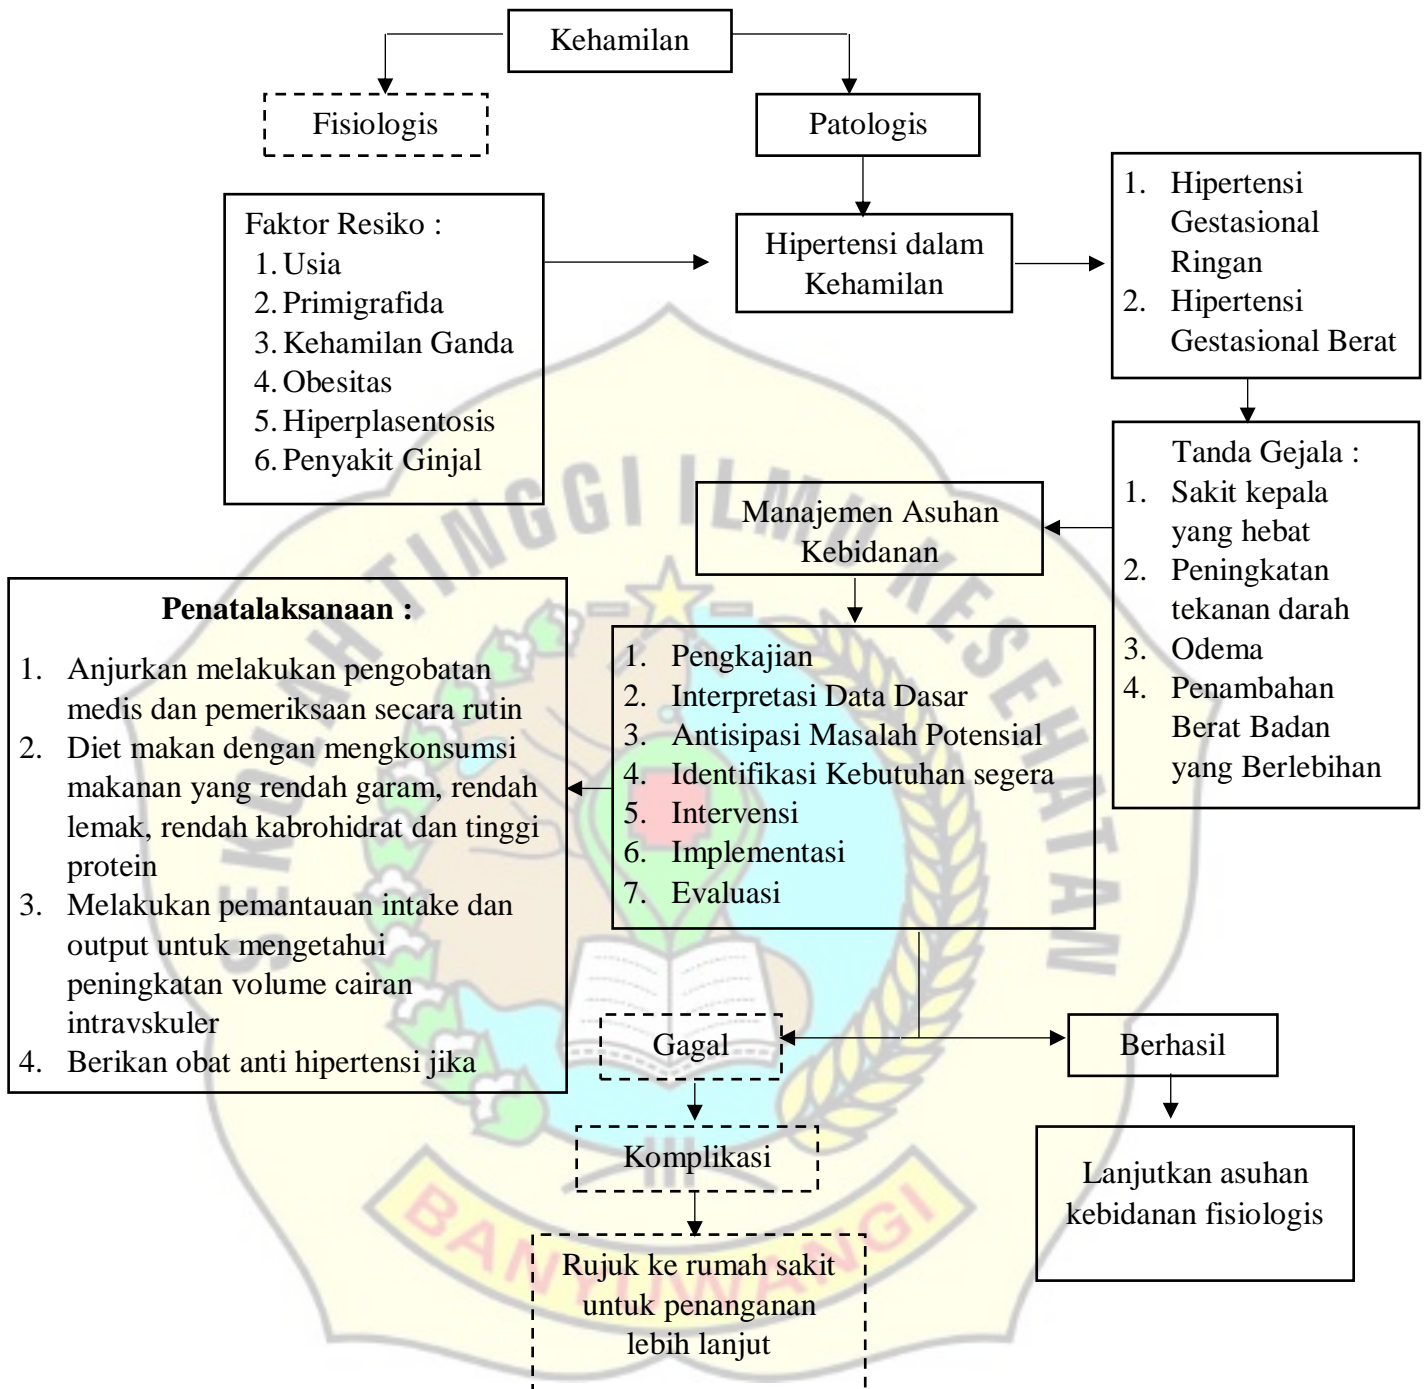 Kehamilan
Fisiologis
Patologis
Faktor Resiko :
1. Usia
2. Primigrafida
3. Kehamilan Ganda
4. Obesitas
5. Hiperplasentosis
6. Penyakit Ginjal
Hipertensi dalam
Kehamilan
1. Hipertensi
Gestasional
Ringan
2. Hipertensi
Gestasional Berat
Tanda Gejala :
1. Sakit kepala
yang hebat
2. Peningkatan
tekanan darah
3. Odema
4. Penambahan
Berat Badan
yang Berlebihan
Manajemen Asuhan
Kebidanan
1. Pengkajian
2. Interpretasi Data Dasar
3. Antisipasi Masalah Potensial
4. Identifikasi Kebutuhan segera
5. Intervensi
6. Implementasi
7. Evaluasi
Penatalaksanaan :
1. Anjurkan melakukan pengobatan
medis dan pemeriksaan secara rutin
2. Diet makan dengan mengkonsumsi
makanan yang rendah garam, rendah
lemak, rendah kabrohidrat dan tinggi
protein
3. Melakukan pemantauan intake dan
output untuk mengetahui
peningkatan volume cairan
intravskuler
4. Berikan obat anti hipertensi jika
Gagal
Berhasil
Komplikasi
Lanjutkan asuhan
kebidanan fisiologis
Rujuk ke rumah sakit
untuk penanganan
lebih lanjut
SEKOLAH TINGGI ILMU KESEHATAN
BANYUWANGI